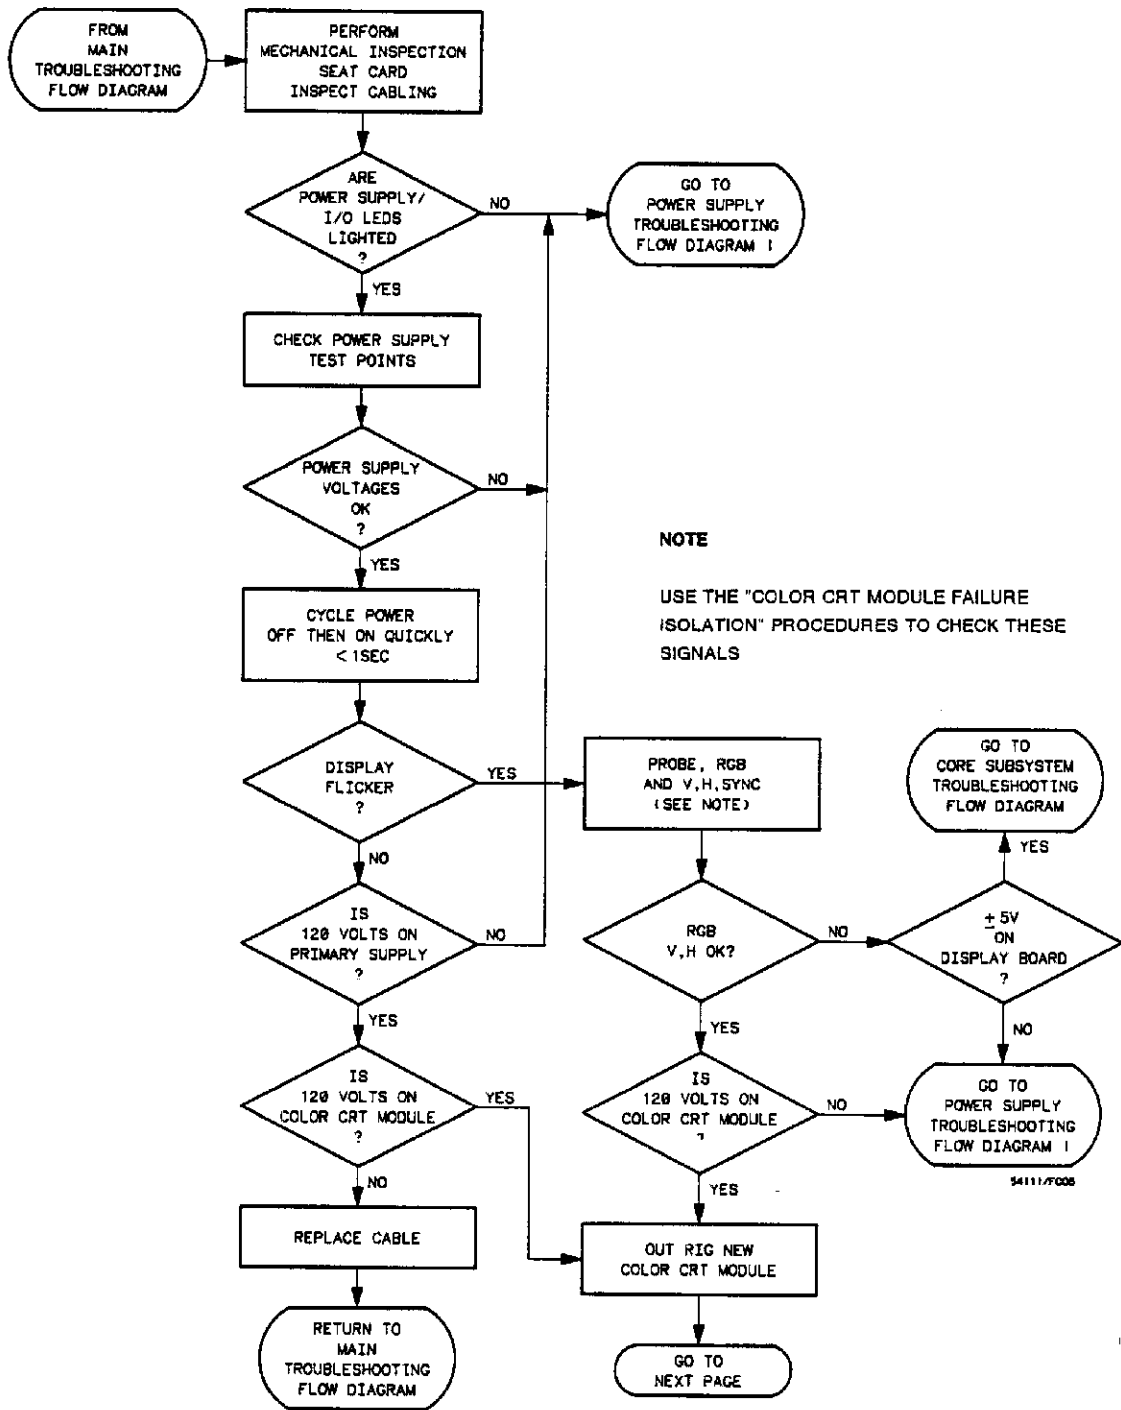 FROM
MAIN
TROUBLESHOOTING
FLOW DIAGRAM
PERFORM
MECHANICAL INSPECTION
SEAT CARD
INSPECT CABLING
ARE
POWER SUPPLY/
I/O LEDS
LIGHTED
?
NO
YES
GO TO
POWER SUPPLY
TROUBLESHOOTING
FLOW DIAGRAM 1
CHECK POWER SUPPLY
TEST POINTS
POWER SUPPLY
VOLTAGES
OK
?
NO
YES
NOTE
USE THE "COLOR CRT MODULE FAILURE
ISOLATION" PROCEDURES TO CHECK THESE
SIGNALS
CYCLE POWER
OFF THEN ON QUICKLY
<1SEC
DISPLAY
FLICKER
?
YES
NO
PROBE, RGB
AND V,H,SYNC
(SEE NOTE)
GO TO
CORE SUBSYSTEM
TROUBLESHOOTING
FLOW DIAGRAM
YES
IS
120 VOLTS ON
PRIMARY SUPPLY
?
NO
YES
RGB
V,H OK?
NO
YES
± 5V
ON
DISPLAY BOARD
?
NO
IS
120 VOLTS ON
COLOR CRT MODULE
?
YES
NO
IS
120 VOLTS ON
COLOR CRT MODULE
?
NO
YES
GO TO
POWER SUPPLY
TROUBLESHOOTING
FLOW DIAGRAM 1
54111/FC06
REPLACE CABLE
OUT RIG NEW
COLOR CRT MODULE
RETURN TO
MAIN
TROUBLESHOOTING
FLOW DIAGRAM
GO TO
NEXT PAGE